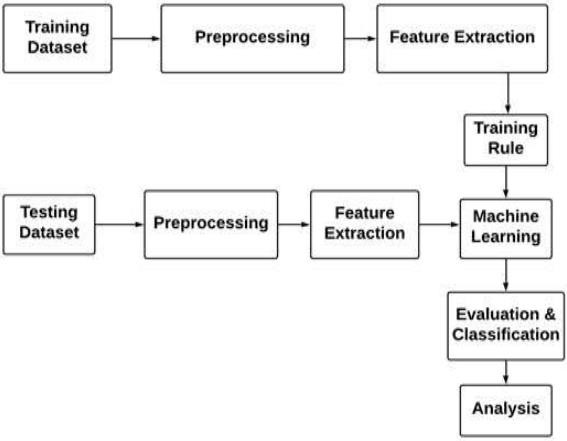 Training
Dataset
Preprocessing
Feature Extraction
Training
Rule
Testing
Dataset
Preprocessing
Feature
Extraction
Machine
Learning
Evaluation &
Classification
Analysis